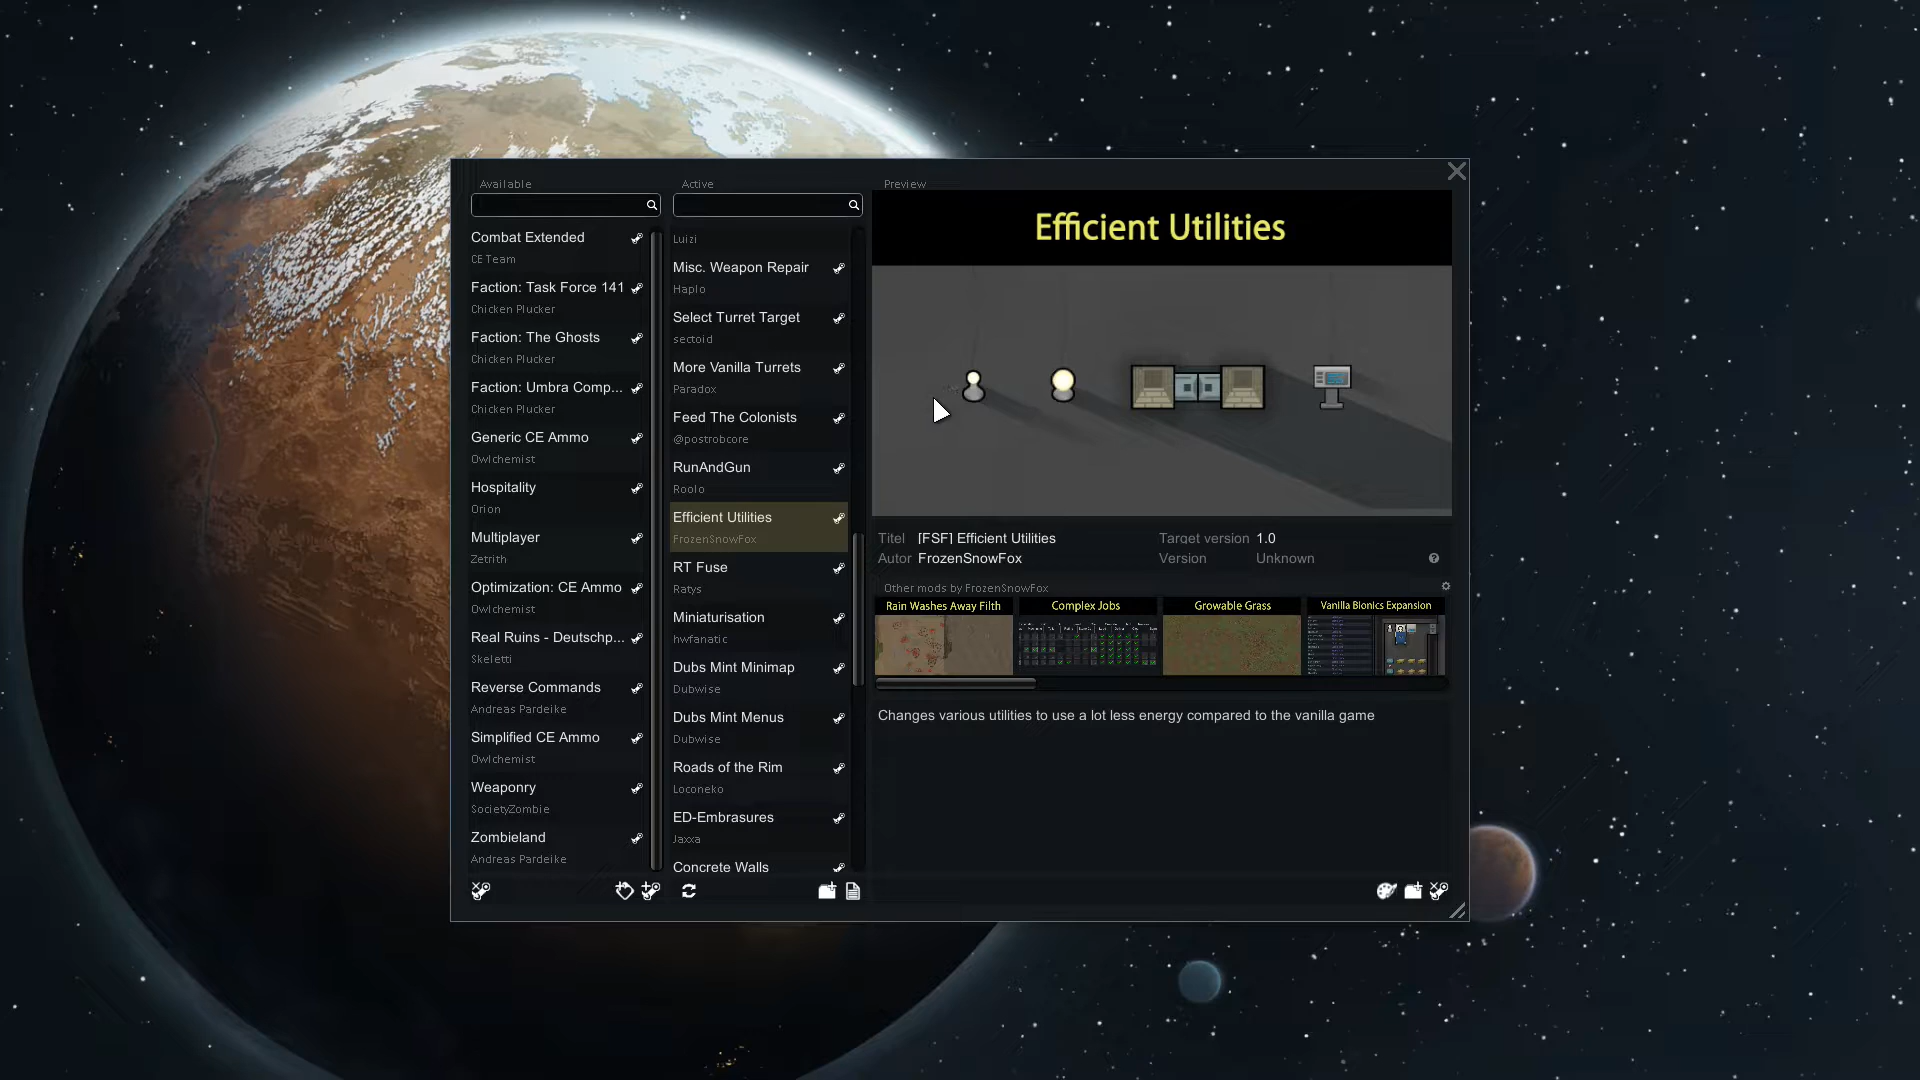 Available
Combat Extended
CE Team
Faction: Task Force 141
Chicken Plucker
Faction: The Ghosts
Chicken Plucker
Faction: Umbra Comp...
Chicken Plucker
Generic CE Ammo
Owlchemist
Hospitality
Orion
Multiplayer
Zetrith
Optimization: CE Ammo
Owlchemist
Real Ruins - Deutschp...
Skeletti
Reverse Commands
Andreas Pardeike
Simplified CE Ammo
Owlchemist
Weaponry
SocietyZombie
Zombieland
Andreas Pardeike
Active
Luizi
Misc. Weapon Repair
Haplo
Select Turret Target
sectoid
More Vanilla Turrets
Paradox
Feed The Colonists
@postrobcore
RunAndGun
Roolo
Efficient Utilities
FrozenSnowFox
RT Fuse
Ratys
Miniaturisation
hwfanatic
Dubs Mint Minimap
Dubwise
Dubs Mint Menus
Dubwise
Roads of the Rim
Loconeko
ED-Embrasures
Jaxxa
Concrete Walls
Preview
Efficient Utilities
Titel [FSF] Efficient Utilities Target version 1.0
Autor FrozenSnowFox Version Unknown
Other mods by FrozenSnowFox
Rain Washes Away Filth Complex Jobs Growable Grass Vanilla Bionics Expansion
Changes various utilities to use a lot less energy compared to the vanilla game